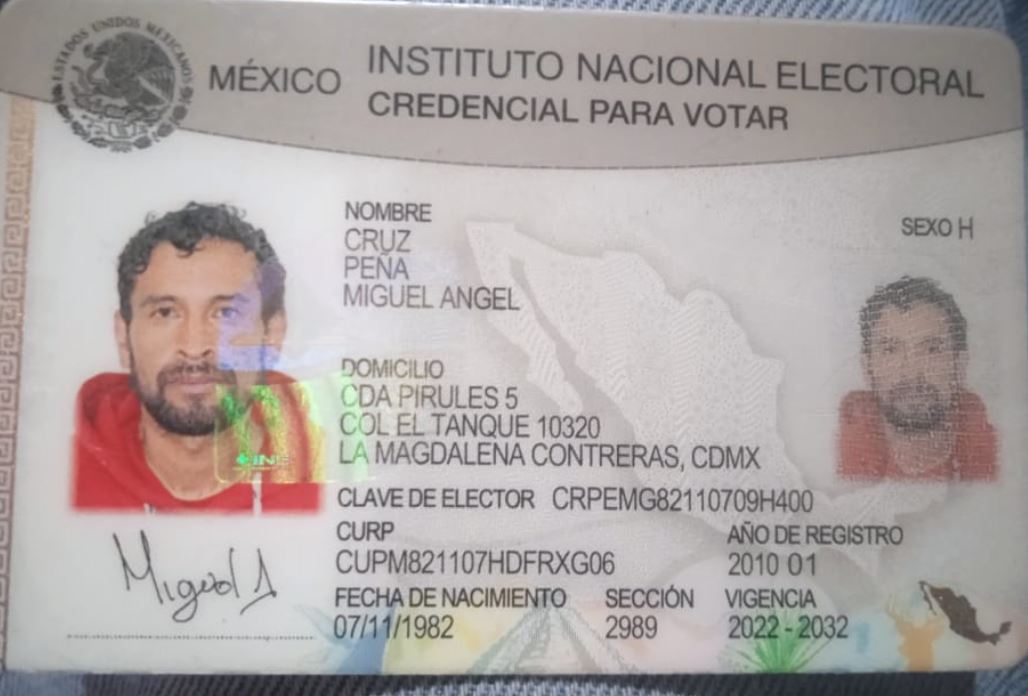 ESTADOS UNIDOS MEXICANOS
MÉXICO
INSTITUTO NACIONAL ELECTORAL
CREDENCIAL PARA VOTAR
NOMBRE
CRUZ
PEÑA
MIGUEL ANGEL
SEXO H
DOMICILIO
CDA PIRULES 5
COL EL TANQUE 10320
LA MAGDALENA CONTRERAS, CDMX
INE
CLAVE DE ELECTOR CRPEMG82110709H400
CURP
CUPM821107HDFRXG06
AÑO DE REGISTRO
2010 01
FECHA DE NACIMIENTO
07/11/1982
SECCIÓN
2989
VIGENCIA
2022 - 2032
Miguel A